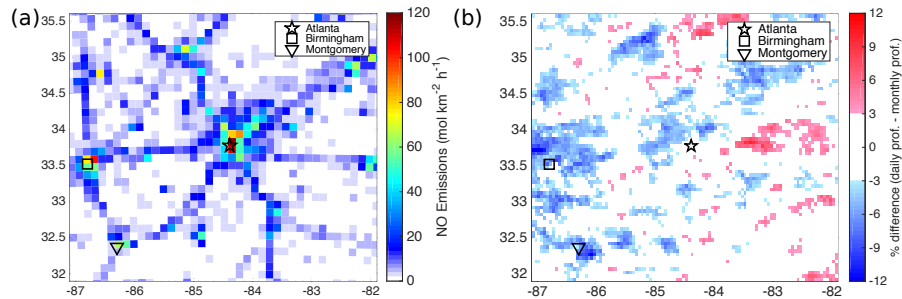 (a)
Atlanta
Birmingham
Montgomery
35.5
35
34.5
34
33.5
33
32.5
32
-87 -86 -85 -84 -83 -82
120
100
80
60
40
20
0
NO Emissions (mol km-2 h-1)
(b)
Atlanta
Birmingham
Montgomery
35.5
35
34.5
34
33.5
33
32.5
32
-87 -86 -85 -84 -83 -82
12
9
6
3
0
-3
-6
-9
-12
% difference (daily prof. - monthly prof.)